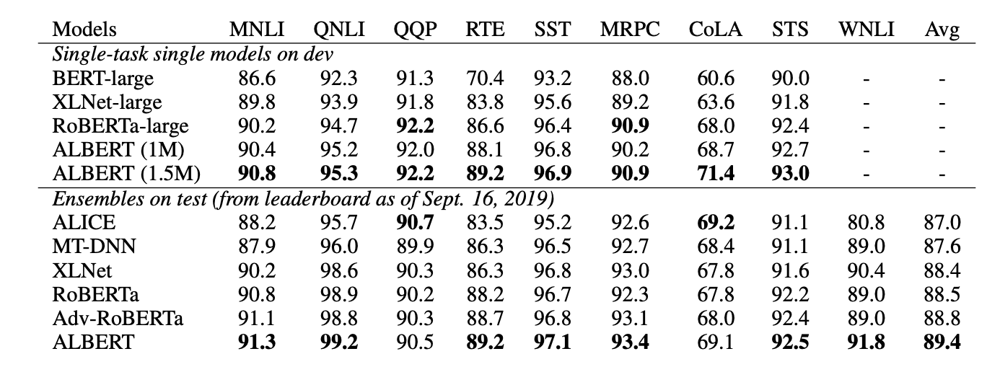 Models MNLI QNLI QQP RTE SST MRPC CoLA STS WNLI Avg
Single-task single models on dev
BERT-large 86.6 92.3 91.3 70.4 93.2 88.0 60.6 90.0 - -
XLNet-large 89.8 93.9 91.8 83.8 95.6 89.2 63.6 91.8 - -
RoBERTa-large 90.2 94.7 92.2 86.6 96.4 90.9 68.0 92.4 - -
ALBERT (1M) 90.4 95.2 92.0 88.1 96.8 90.2 68.7 92.7 - -
ALBERT (1.5M) 90.8 95.3 92.2 89.2 96.9 90.9 71.4 93.0 - -
Ensembles on test (from leaderboard as of Sept. 16, 2019)
ALICE 88.2 95.7 90.7 83.5 95.2 92.6 69.2 91.1 80.8 87.0
MT-DNN 87.9 96.0 89.9 86.3 96.5 92.7 68.4 91.1 89.0 87.6
XLNet 90.2 98.6 90.3 86.3 96.8 93.0 67.8 91.6 90.4 88.4
RoBERTa 90.8 98.9 90.2 88.2 96.7 92.3 67.8 92.2 89.0 88.5
Adv-RoBERTa 91.1 98.8 90.3 88.7 96.8 93.1 68.0 92.4 89.0 88.8
ALBERT 91.3 99.2 90.5 89.2 97.1 93.4 69.1 92.5 91.8 89.4